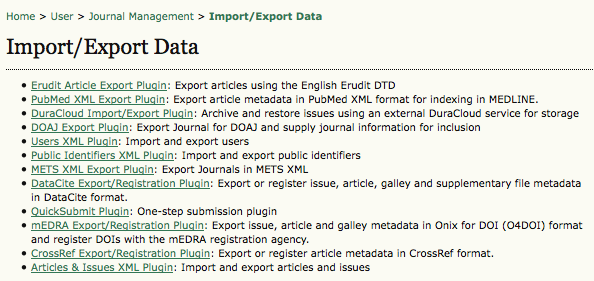 Home > User > Journal Management > Import/Export Data
Import/Export Data
• Erudit Article Export Plugin: Export articles using the English Erudit DTD
• PubMed XML Export Plugin: Export article metadata in PubMed XML format for indexing in MEDLINE.
• DuraCloud Import/Export Plugin: Archive and restore issues using an external DuraCloud service for storage
• DOAJ Export Plugin: Export Journal for DOAJ and supply journal information for inclusion
• Users XML Plugin: Import and export users
• Public Identifiers XML Plugin: Import and export public identifiers
• METS XML Export Plugin: Export Journals in METS XML
• DataCite Export/Registration Plugin: Export or register issue, article, galley and supplementary file metadata
in DataCite format.
• QuickSubmit Plugin: One-step submission plugin
• mEDRA Export/Registration Plugin: Export issue, article and galley metadata in Onix for DOI (O4DOI) format
and register DOIs with the mEDRA registration agency.
• CrossRef Export/Registration Plugin: Export or register article metadata in CrossRef format.
• Articles & Issues XML Plugin: Import and export articles and issues